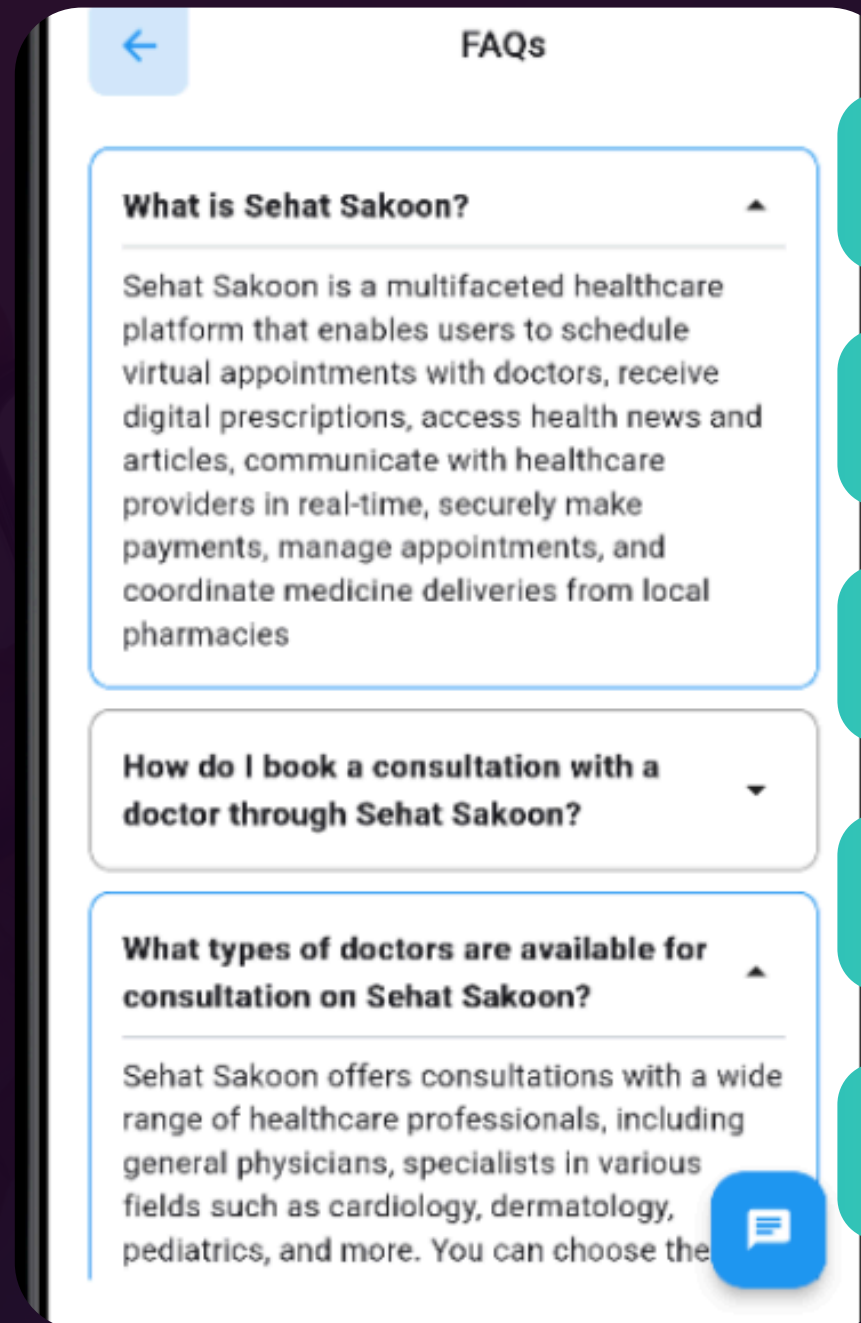 FAQs
What is Sehat Sakoon?
Sehat Sakoon is a multifaceted healthcare
platform that enables users to schedule
virtual appointments with doctors, receive
digital prescriptions, access health news and
articles, communicate with healthcare
providers in real-time, securely make
payments, manage appointments, and
coordinate medicine deliveries from local
pharmacies
How do I book a consultation with a
doctor through Sehat Sakoon?
What types of doctors are available for
consultation on Sehat Sakoon?
Sehat Sakoon offers consultations with a wide
range of healthcare professionals, including
general physicians, specialists in various
fields such as cardiology, dermatology,
pediatrics, and more. You can choose the